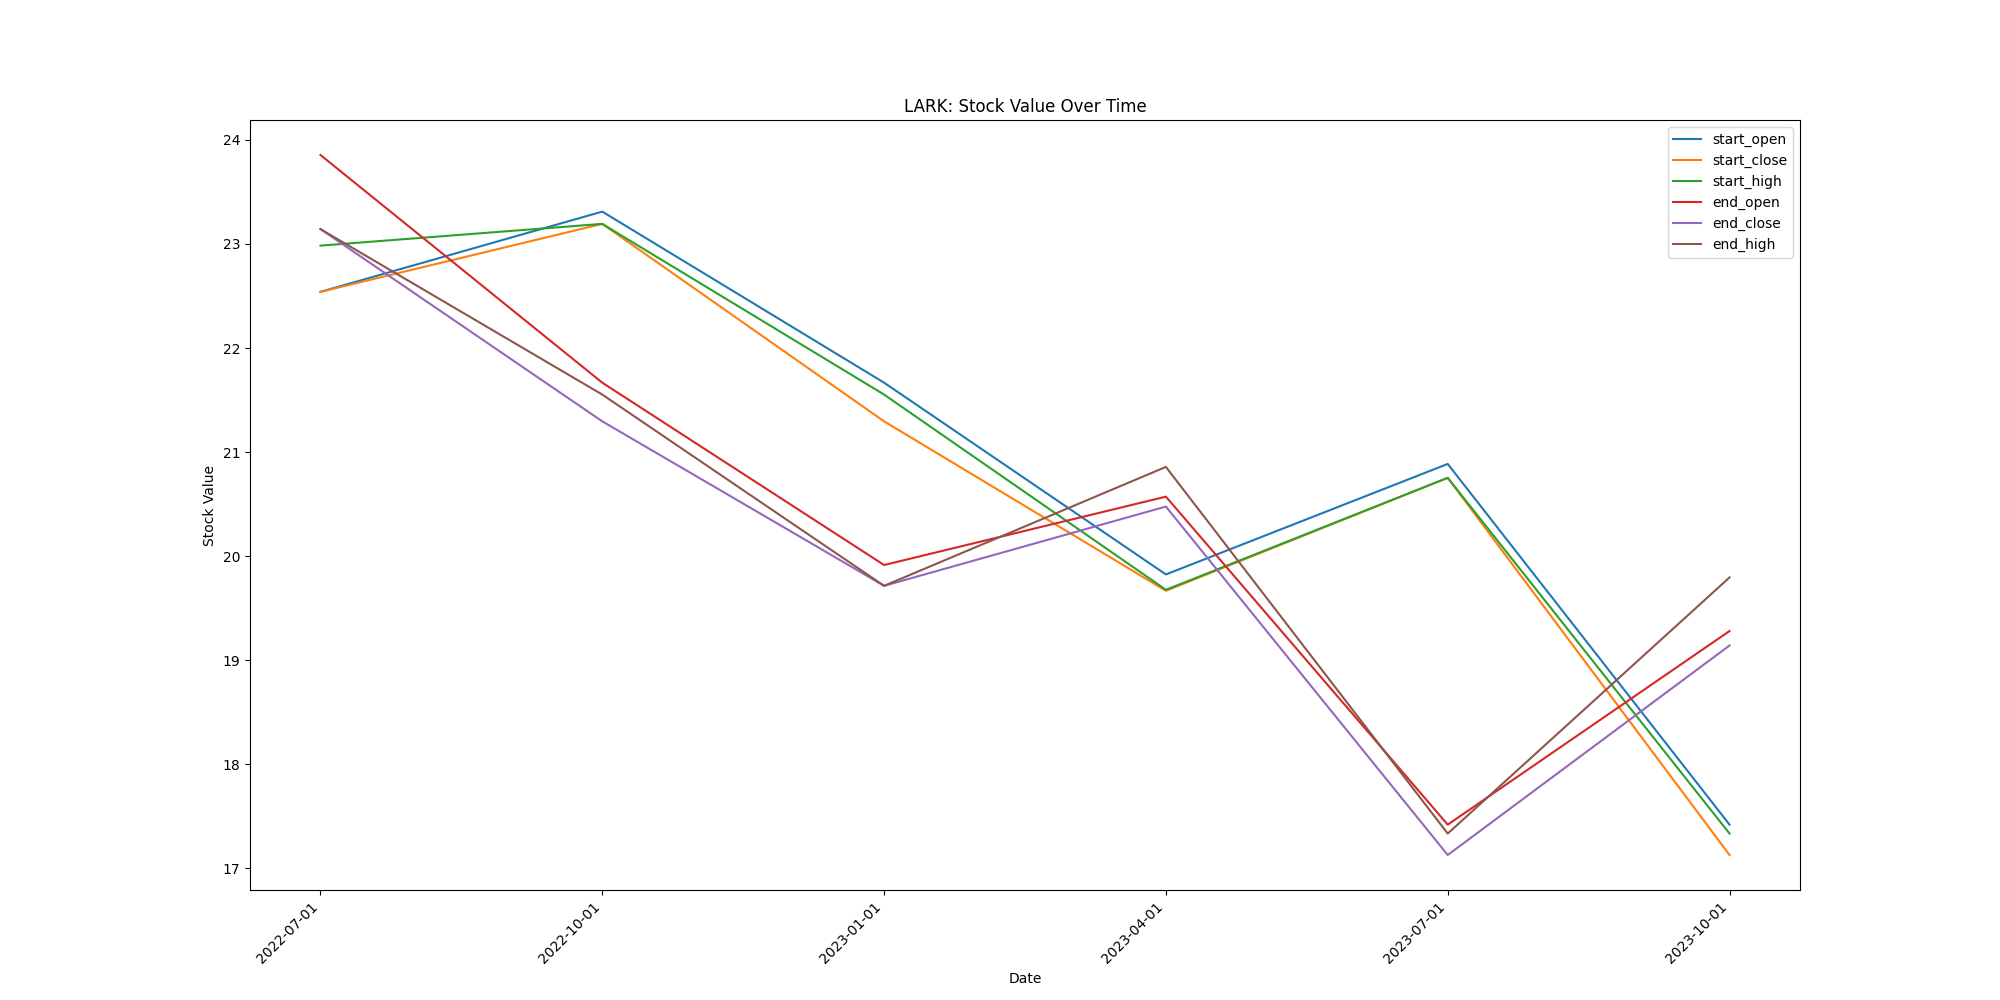 LARK: Stock Value Over Time
start_open
start_close
start_high
end_open
end_close
end_high
24
23
22
21
20
19
18
17
Stock Value
2022-07-01
2022-10-01
2023-01-01
2023-04-01
2023-07-01
2023-10-01
Date